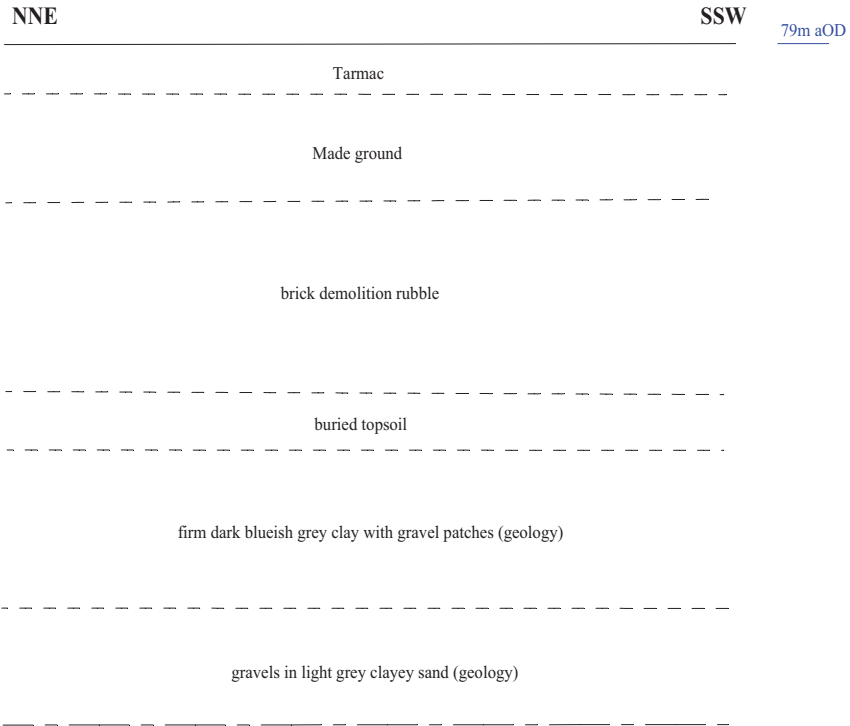 NNE
SSW
79m aOD
Tarmac
Made ground
brick demolition rubble
buried topsoil
firm dark blueish grey clay with gravel patches (geology)
gravels in light grey clayey sand (geology)